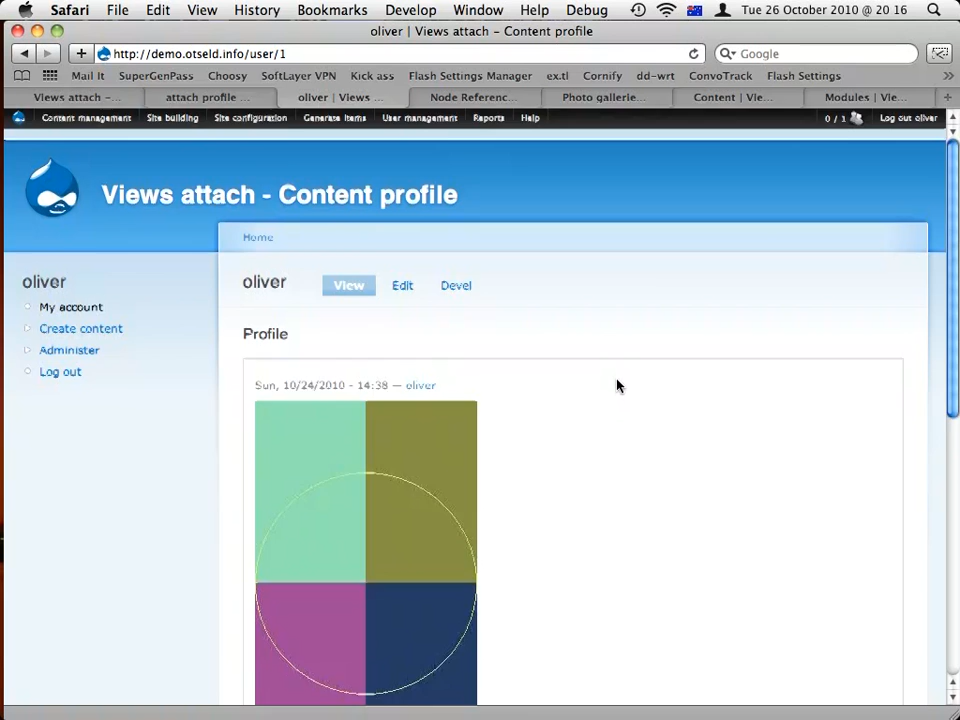 Safari File Edit View History Bookmarks Develop Window Help Debug Tue 26 October 2010 @ 20 16
oliver | Views attach – Content profile
http://demo.otseld.info/user/1 Google
Mail It SuperGenPass Choosy SoftLayer VPN Kick ass Flash Settings Manager ex.tl Cornify dd-wrt ConvoTrack Flash Settings »
Views attach –... attach profile ... oliver | Views ... Node Referenc... Photo gallerie... Content | Vie... Modules | Vie... +
Content management Site building Site configuration Generate items User management Reports Help 0 / 1 Log out oliver
Views attach - Content profile
Home
oliver
My account
Create content
Administer
Log out
oliver View Edit Devel
Profile
Sun, 10/24/2010 - 14:38 — oliver